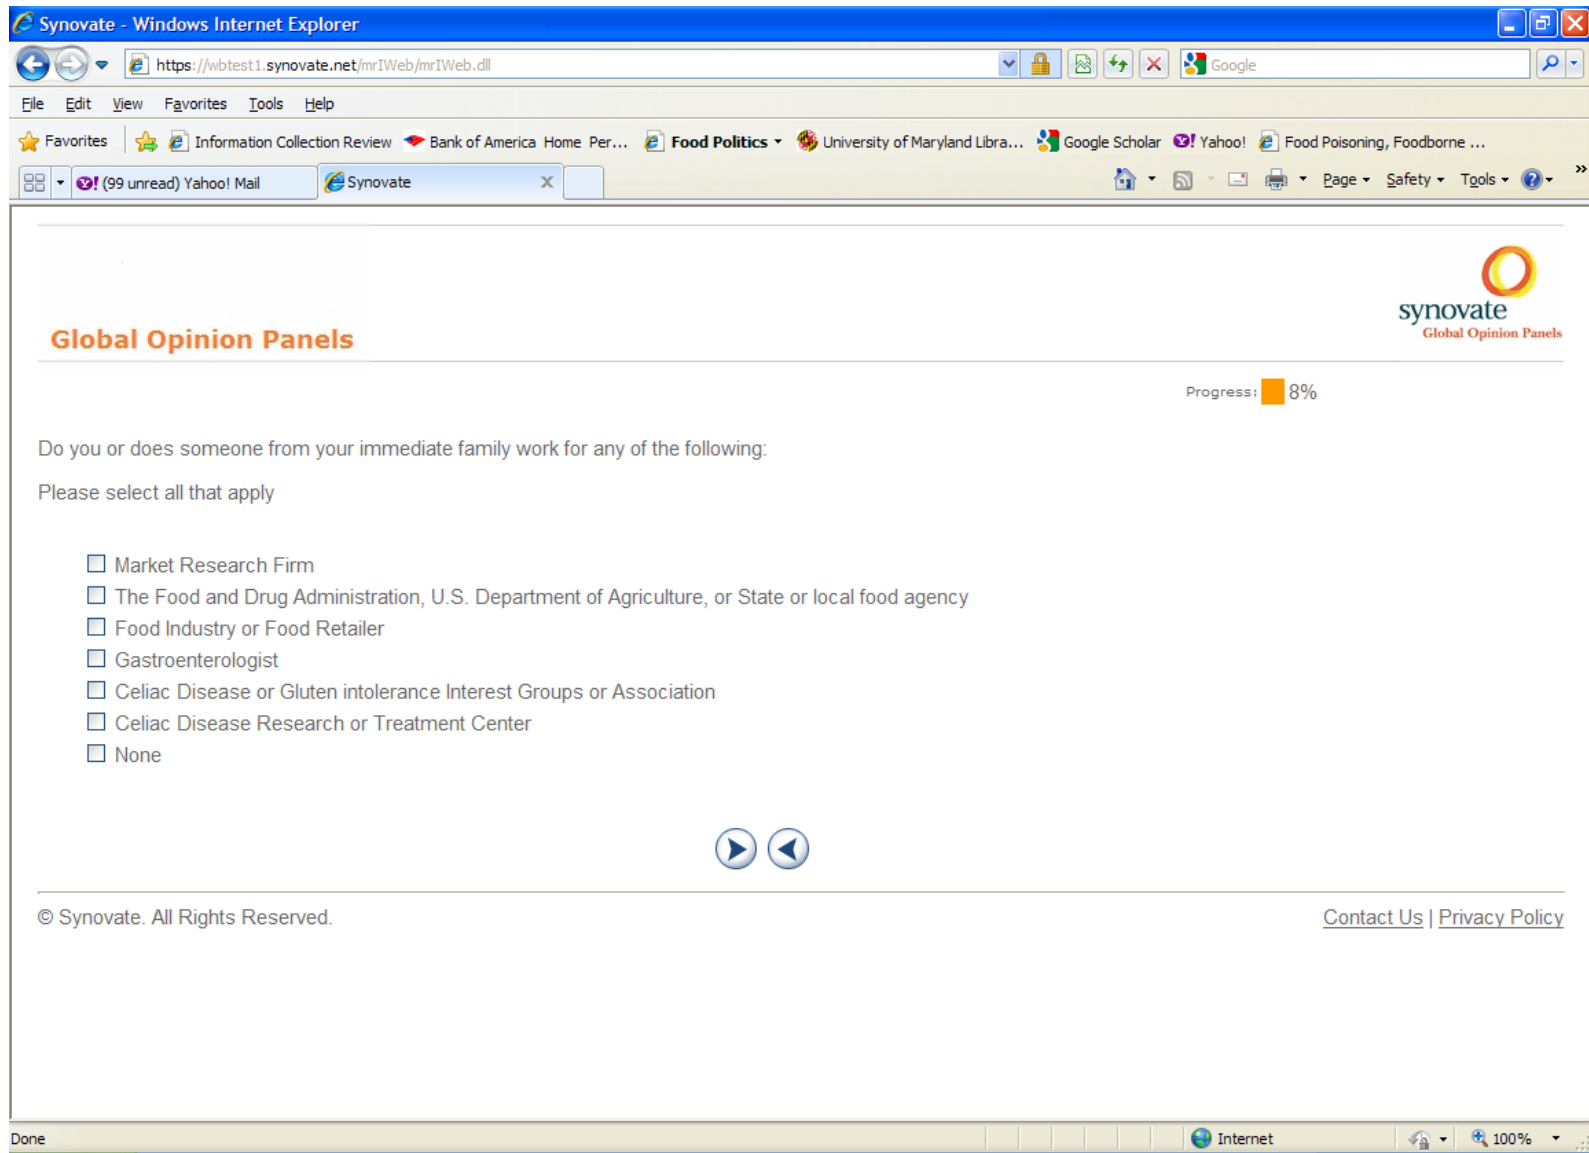 Synovate - Windows Internet Explorer
https://wbtest1.synovate.net/mrIWeb/mrIWeb.dll
Google
File Edit View Favorites Tools Help
Favorites Information Collection Review Bank of America Home Per... Food Politics University of Maryland Libra... Google Scholar Yahoo! Food Poisoning, Foodborne ...
(99 unread) Yahoo! Mail Synovate Page Safety Tools
Global Opinion Panels
synovate
Global Opinion Panels
Progress: 8%
Do you or does someone from your immediate family work for any of the following:
Please select all that apply
Market Research Firm
The Food and Drug Administration, U.S. Department of Agriculture, or State or local food agency
Food Industry or Food Retailer
Gastroenterologist
Celiac Disease or Gluten intolerance Interest Groups or Association
Celiac Disease Research or Treatment Center
None
© Synovate. All Rights Reserved.
Contact Us | Privacy Policy
Done Internet 100%